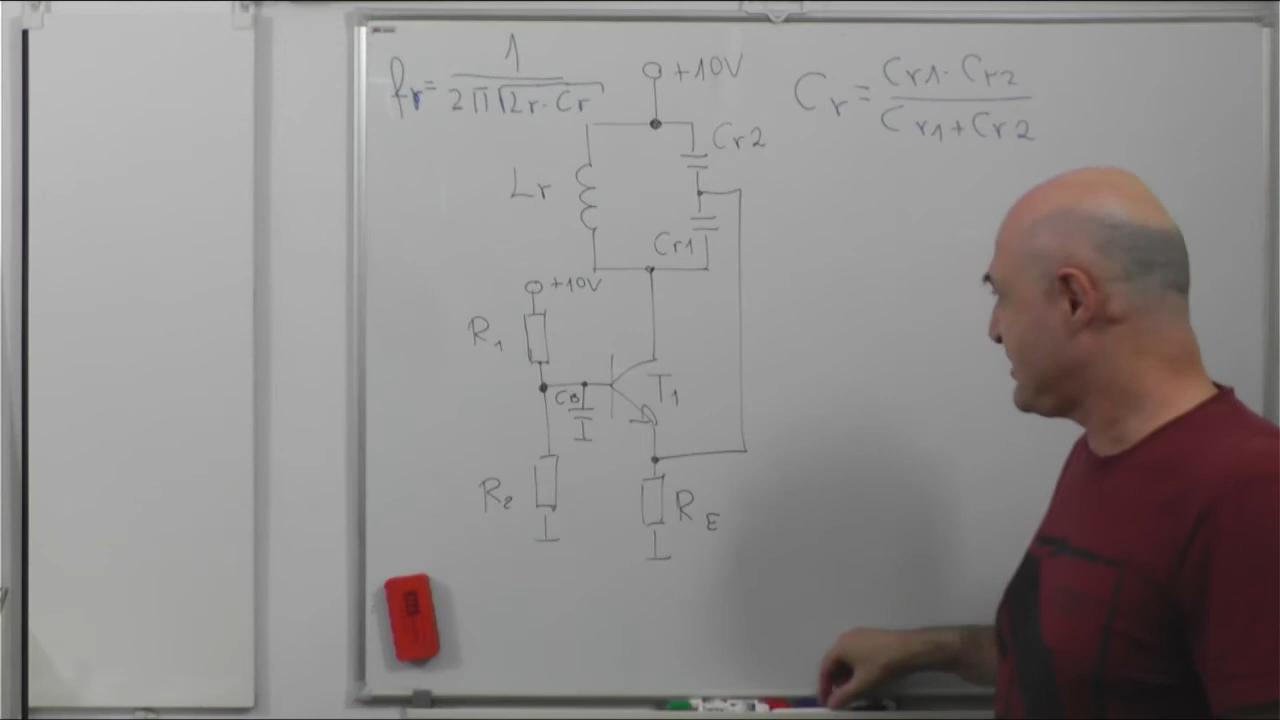 fr = 1 / 2π√Lr·Cr
+10V
Cr = Cr1·Cr2 / Cr1+Cr2
Cr2
Lr
Cr1
+10V
R1
CB
T1
R2
RE